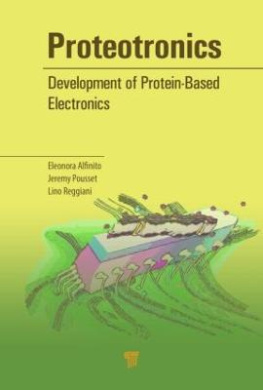 Proteotronics
Development of Protein-Based
Electronics
Eleonora Alfinito
Jeremy Pousset
Lino Reggiani